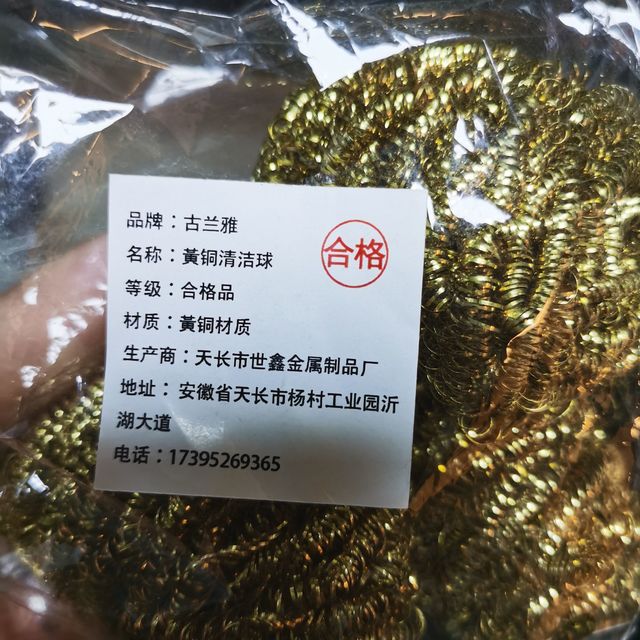 品牌：古兰雅
名称：黃铜清洁球
合格
等级：合格品
材质：黃铜材质
生产商：天长市世鑫金属制品厂
地址： 安徽省天长市杨村工业园沂
湖大道
电话：17395269365